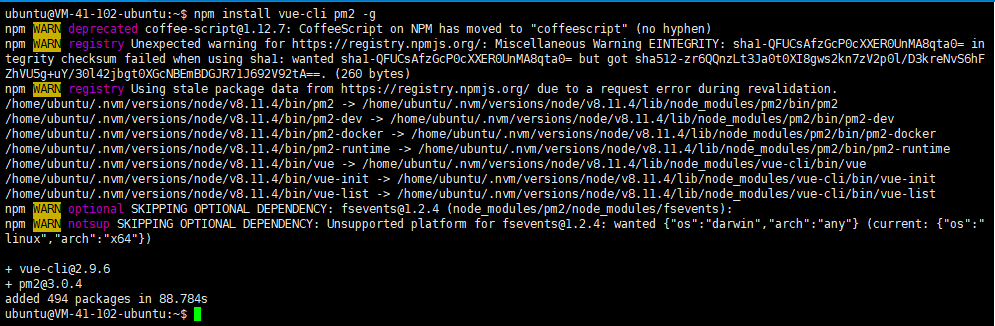 ubuntu@VM-41-102-ubuntu:~$ npm install vue-cli pm2 -g
npm WARN deprecated coffee-script@1.12.7: CoffeeScript on NPM has moved to "coffeescript" (no hyphen)
npm WARN registry Unexpected warning for https://registry.npmjs.org/: Miscellaneous Warning EINTEGRITY: sha1-QFUCsAfzGcP0cXXER0UnMA8qta0= in
tegrity checksum failed when using sha1: wanted sha1-QFUCsAfzGcP0cXXER0UnMA8qta0= but got sha512-zr6QQnzLt3Ja0t0XI8gws2kn7zV2p0l/D3kreNvS6hF
ZhVU5g+uY/30l42jbgt0XGcNBEmBDGJR71J692V92tA==. (260 bytes)
npm WARN registry Using stale package data from https://registry.npmjs.org/ due to a request error during revalidation.
/home/ubuntu/.nvm/versions/node/v8.11.4/bin/pm2 -> /home/ubuntu/.nvm/versions/node/v8.11.4/lib/node_modules/pm2/bin/pm2
/home/ubuntu/.nvm/versions/node/v8.11.4/bin/pm2-dev -> /home/ubuntu/.nvm/versions/node/v8.11.4/lib/node_modules/pm2/bin/pm2-dev
/home/ubuntu/.nvm/versions/node/v8.11.4/bin/pm2-docker -> /home/ubuntu/.nvm/versions/node/v8.11.4/lib/node_modules/pm2/bin/pm2-docker
/home/ubuntu/.nvm/versions/node/v8.11.4/bin/pm2-runtime -> /home/ubuntu/.nvm/versions/node/v8.11.4/lib/node_modules/pm2/bin/pm2-runtime
/home/ubuntu/.nvm/versions/node/v8.11.4/bin/vue -> /home/ubuntu/.nvm/versions/node/v8.11.4/lib/node_modules/vue-cli/bin/vue
/home/ubuntu/.nvm/versions/node/v8.11.4/bin/vue-init -> /home/ubuntu/.nvm/versions/node/v8.11.4/lib/node_modules/vue-cli/bin/vue-init
/home/ubuntu/.nvm/versions/node/v8.11.4/bin/vue-list -> /home/ubuntu/.nvm/versions/node/v8.11.4/lib/node_modules/vue-cli/bin/vue-list
npm WARN optional SKIPPING OPTIONAL DEPENDENCY: fsevents@1.2.4 (node_modules/pm2/node_modules/fsevents):
npm WARN notsup SKIPPING OPTIONAL DEPENDENCY: Unsupported platform for fsevents@1.2.4: wanted {"os":"darwin","arch":"any"} (current: {"os":"
linux","arch":"x64"})
+ vue-cli@2.9.6
+ pm2@3.0.4
added 494 packages in 88.784s
ubuntu@VM-41-102-ubuntu:~$